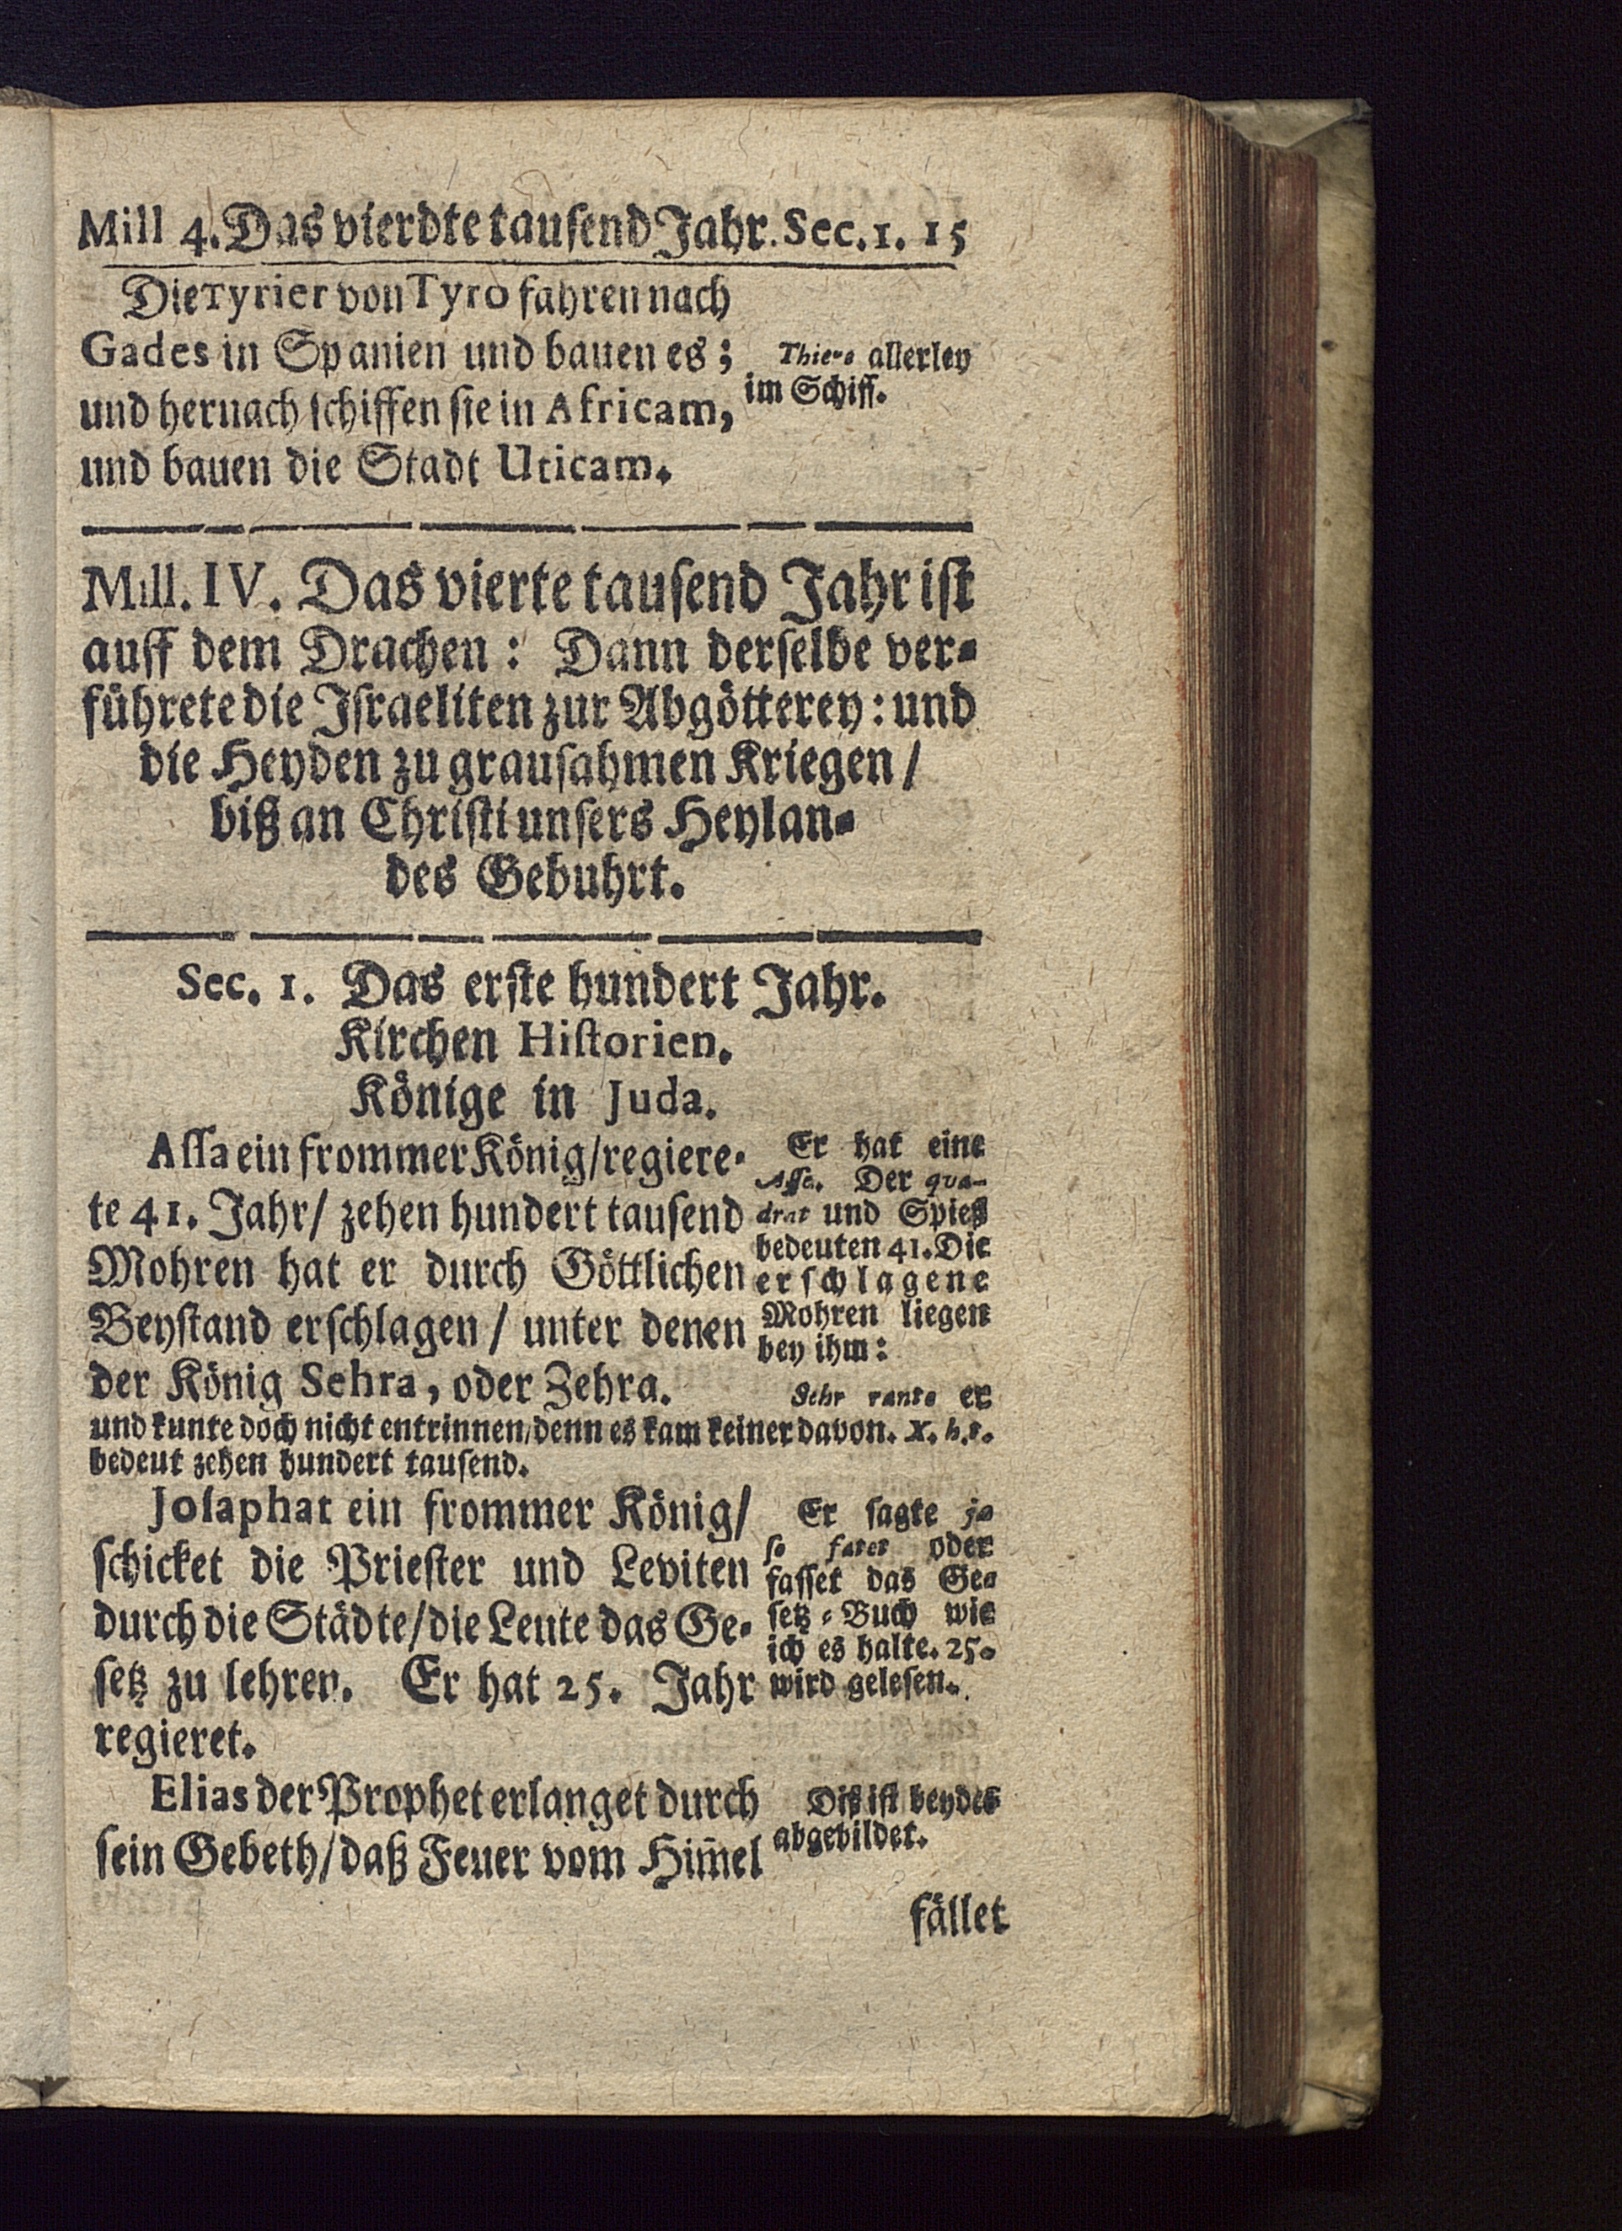 Mill 4. Das vierdte tauſend Jahr. Sec. 1. 15
Die Tyrier von Tyro fahren nach
Gades in Spanien und bauen es;
und hernach ſchiffen ſie in Africam,
und bauen die Stadt Uticam.
Thiere allerley
im Schiff.
Mill. IV. Das vierte tauſend Jahr iſt
auff dem Drachen: Dann derſelbe ver-
führete die Iſraeliten zur Abgötterey: und
die Heyden zu grauſahmen Kriegen /
biß an Chriſti unſers Heylan-
des Gebuhrt.
Sec. 1. Das erſte hundert Jahr.
Kirchen Hiſtorien.
Könige in Juda.
Aſſa ein frommer König / regiere-
te 41. Jahr / zehen hundert tauſend
Mohren hat er durch Göttlichen
Beyſtand erſchlagen / unter denen
der König Sehra, oder Zehra.
Er hat eine
Aſſe. Der qua-
drat und Spieß
bedeuten 41. Die
erſchlagene
Mohren liegen
bey ihm:
Sehr rante er
und kunte doch nicht entrinnen / denn es kam keiner davon. X. h. t.
bedeut zehen hundert tauſend.
Joſaphat ein frommer König /
ſchicket die Prieſter und Leviten
durch die Städte / die Leute das Ge-
ſetz zu lehren. Er hat 25. Jahr
regieret.
Er ſagte ja
ſo fatet oder
faſſet das Ge-
ſetz-Buch wie
ich es halte. 25.
wird geleſen.
Elias der Prophet erlanget durch
ſein Gebeth / daß Feuer vom Him̄el
Diß iſt beydes
abgebildet.
fället